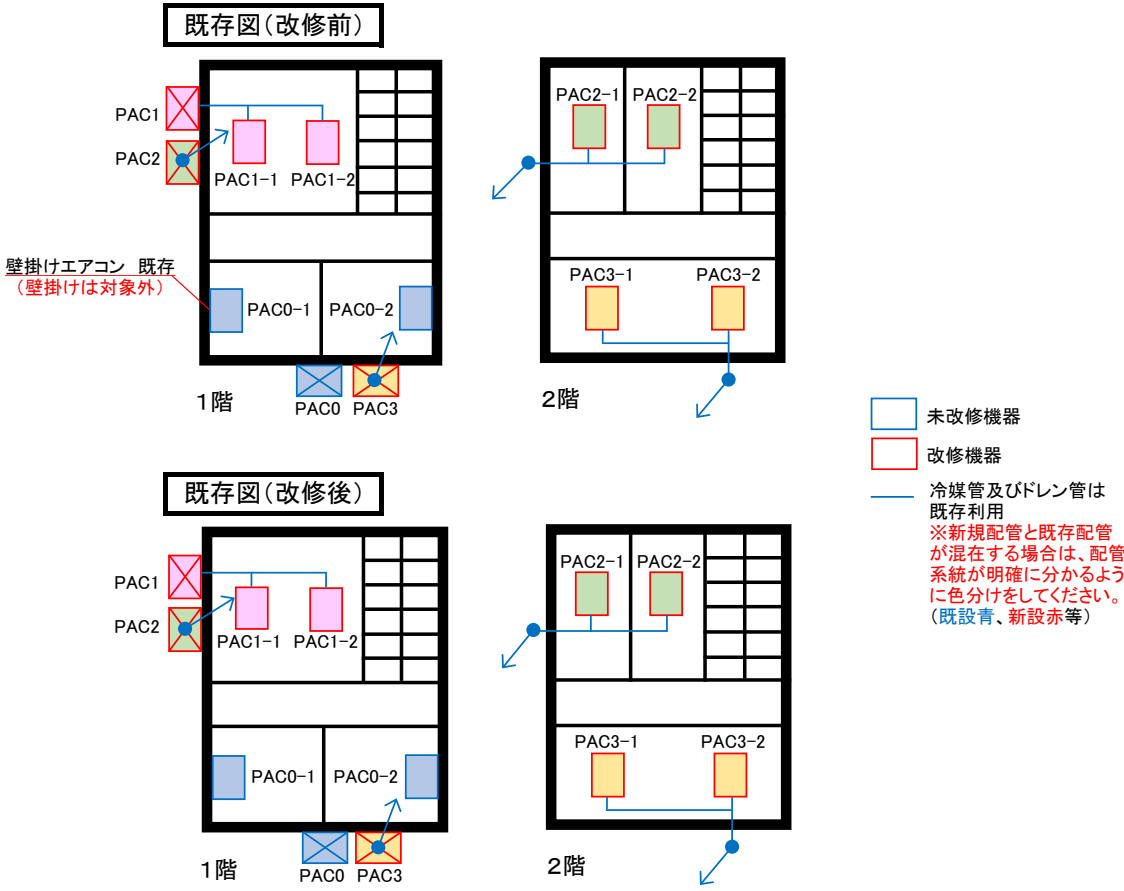 既存図(改修前)
PAC1
PAC2
PAC1-1 PAC1-2
壁掛けエアコン 既存
(壁掛けは対象外)
PAC0-1 PAC0-2
1階
PAC0 PAC3
PAC2-1 PAC2-2
PAC3-1 PAC3-2
2階
未改修機器
改修機器
冷媒管及びドレン管は
既存利用
※新規配管と既存配管
が混在する場合は、配管
系統が明確に分かるよう
に色分けをしてください。
(既設青、新設赤等)
既存図(改修後)
PAC1
PAC2
PAC1-1 PAC1-2
PAC0-1 PAC0-2
1階
PAC0 PAC3
PAC2-1 PAC2-2
PAC3-1 PAC3-2
2階